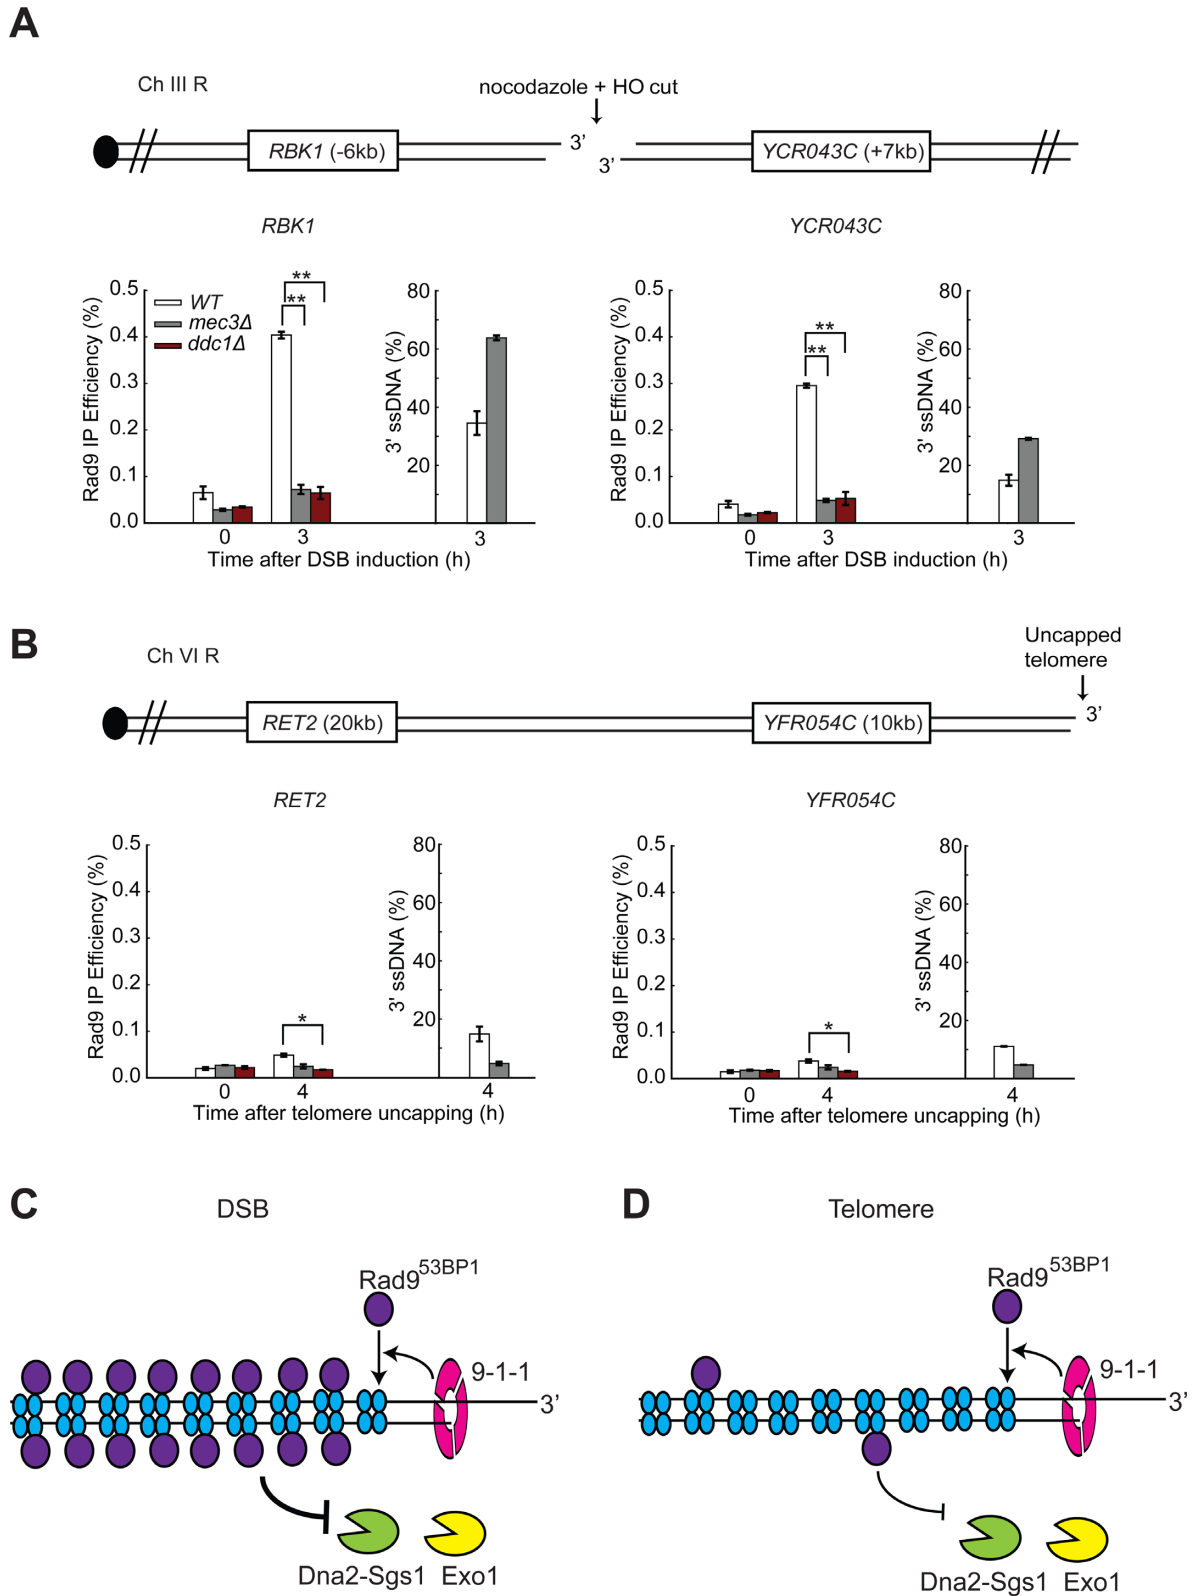 A
Ch III R
nocodazole + HO cut
RBK1 (-6kb)
3’
3’
YCR043C (+7kb)
RBK1
YCR043C
Rad9 IP Efficiency (%)
0.5
0.4
0.3
0.2
0.1
0.0
WT
mec3Δ
ddc1Δ
**
**
0
3
Time after DSB induction (h)
3' ssDNA (%)
80
60
40
20
3
Rad9 IP Efficiency (%)
0.5
0.4
0.3
0.2
0.1
0.0
**
**
0
3
Time after DSB induction (h)
3' ssDNA (%)
80
60
40
20
3
B
Ch VI R
Uncapped
telomere
RET2 (20kb)
YFR054C (10kb)
3’
RET2
YFR054C
Rad9 IP Efficiency (%)
0.5
0.4
0.3
0.2
0.1
0.0
*
0
4
Time after telomere uncapping (h)
3' ssDNA (%)
80
60
40
20
4
Rad9 IP Efficiency (%)
0.5
0.4
0.3
0.2
0.1
0.0
*
0
4
Time after telomere uncapping (h)
3' ssDNA (%)
80
60
40
20
4
C
DSB
Rad9 53BP1
9-1-1
3’
Dna2-Sgs1
Exo1
D
Telomere
Rad9 53BP1
9-1-1
3’
Dna2-Sgs1
Exo1